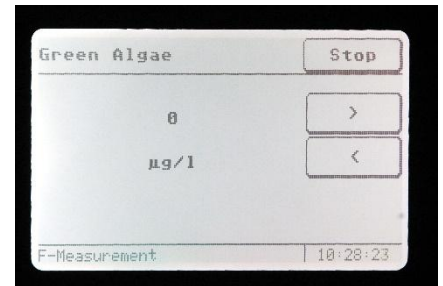 Green Algae
Stop
0
>
µg/l
<
F-Measurement
10:28:23